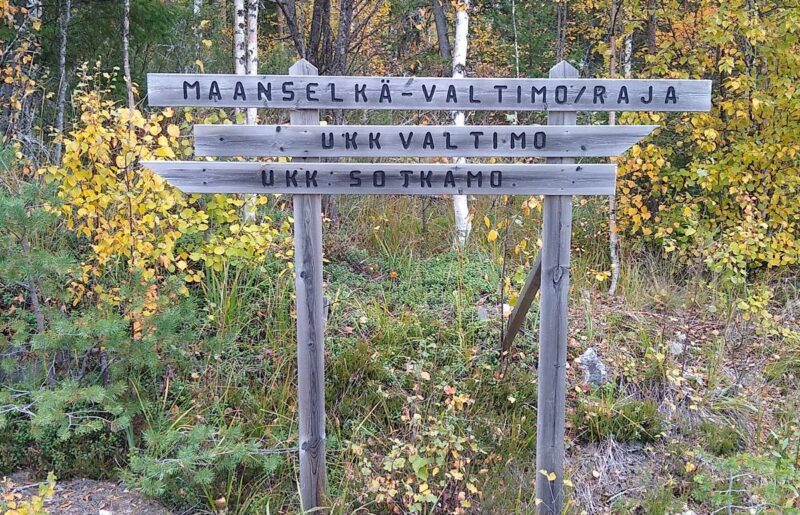 MAANSELKÄ-VALTIMO/RAJA
UKK VALTIMO
UKK SOTKAMO